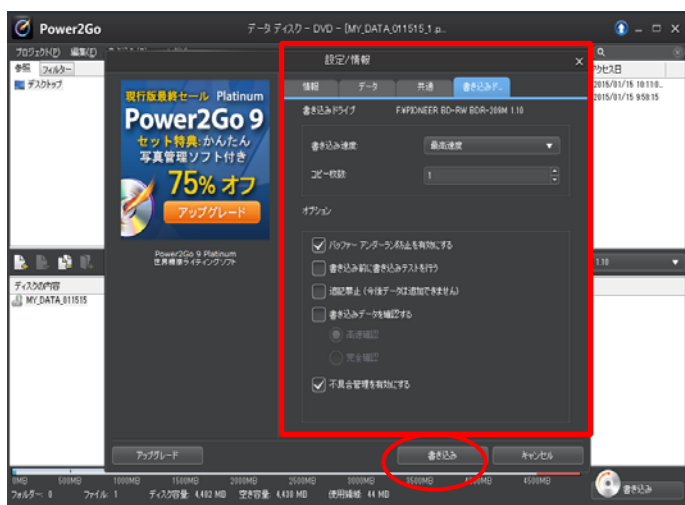 Power2Go
データ ディスク - DVD - [MY_DATA_011515_1.p...
プロジェクト(P) 編集(E)
参照 フィルター
デスクトップ
アクセス日
2015/01/15 10:11:0...
2015/01/15 9:58:15
現行版最終セール Platinum
Power2Go 9
セット特典:かんたん
写真管理ソフト付き
75% オフ
アップグレード
Power2Go 9 Platinum
世界標準ライティングソフト
設定/情報
情報 データ 共通 書き込みド..
書き込みドライブ F:¥PIONEER BD-RW BDR-209M 1.10
書き込み速度: 最高速度
コピー枚数: 1
オプション
バッファー アンダーラン防止を有効にする
書き込み前に書き込みテストを行う
追記禁止 (今後データは追加できません)
書き込みデータを確認する
高速確認
完全確認
不具合管理を有効にする
1.10
ディスクの内容
MY_DATA_011515
アップグレード 書き込み キャンセル
0MB 500MB 1000MB 1500MB 2000MB 2500MB 3000MB 3500MB 4000MB 4500MB
フォルダー: 0 ファイル: 1 ディスク容量: 4,482 MB 空き容量: 4,438 MB 使用領域: 44 MB
書き込み